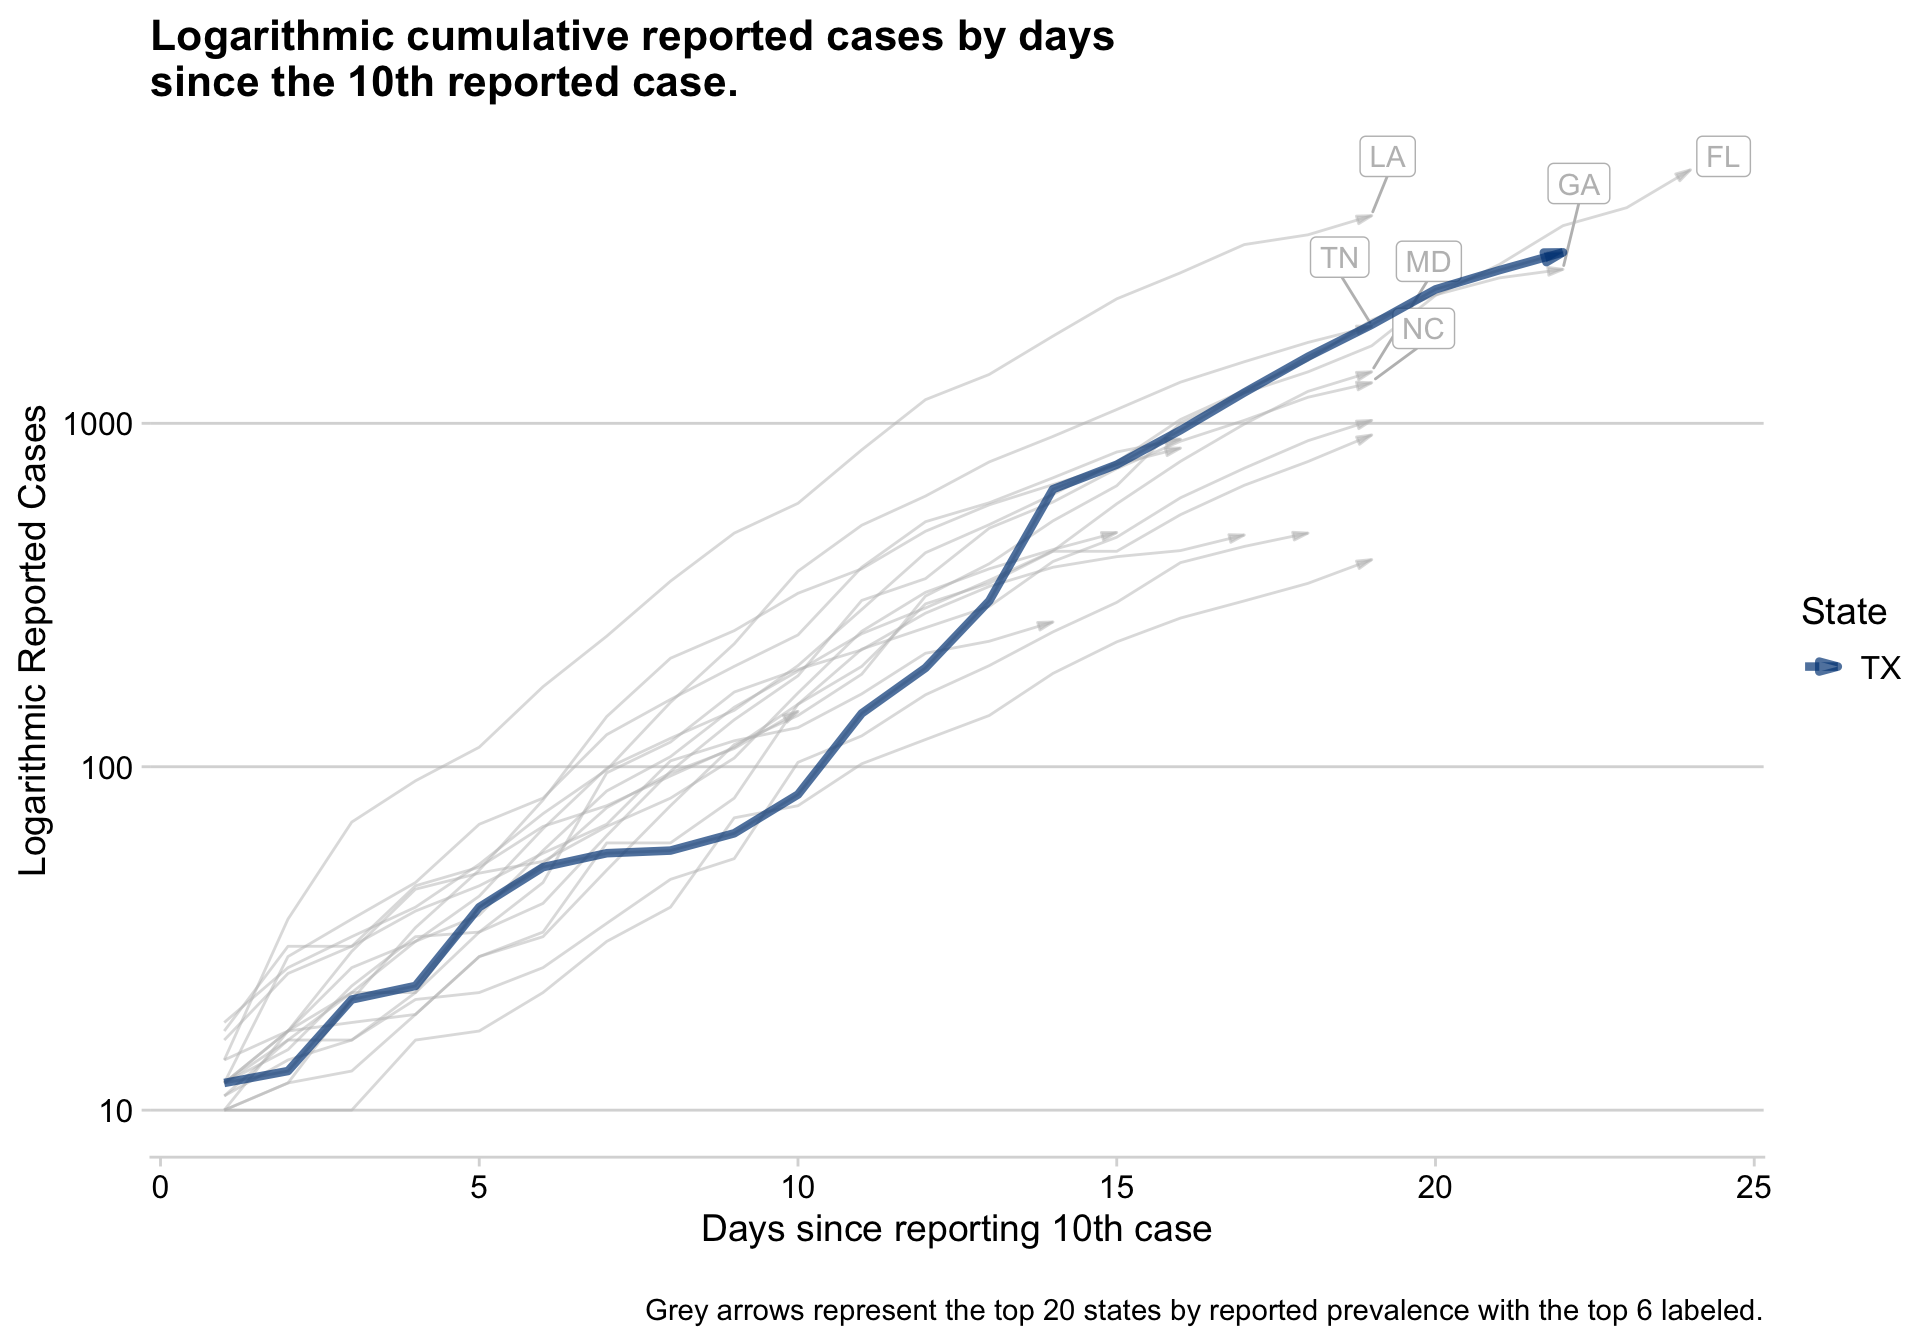 Logarithmic cumulative reported cases by days
since the 10th reported case.
LA
FL
GA
TN
MD
NC
Logarithmic Reported Cases
1000
100
10
State
TX
0
5
10
15
20
25
Days since reporting 10th case
Grey arrows represent the top 20 states by reported prevalence with the top 6 labeled.